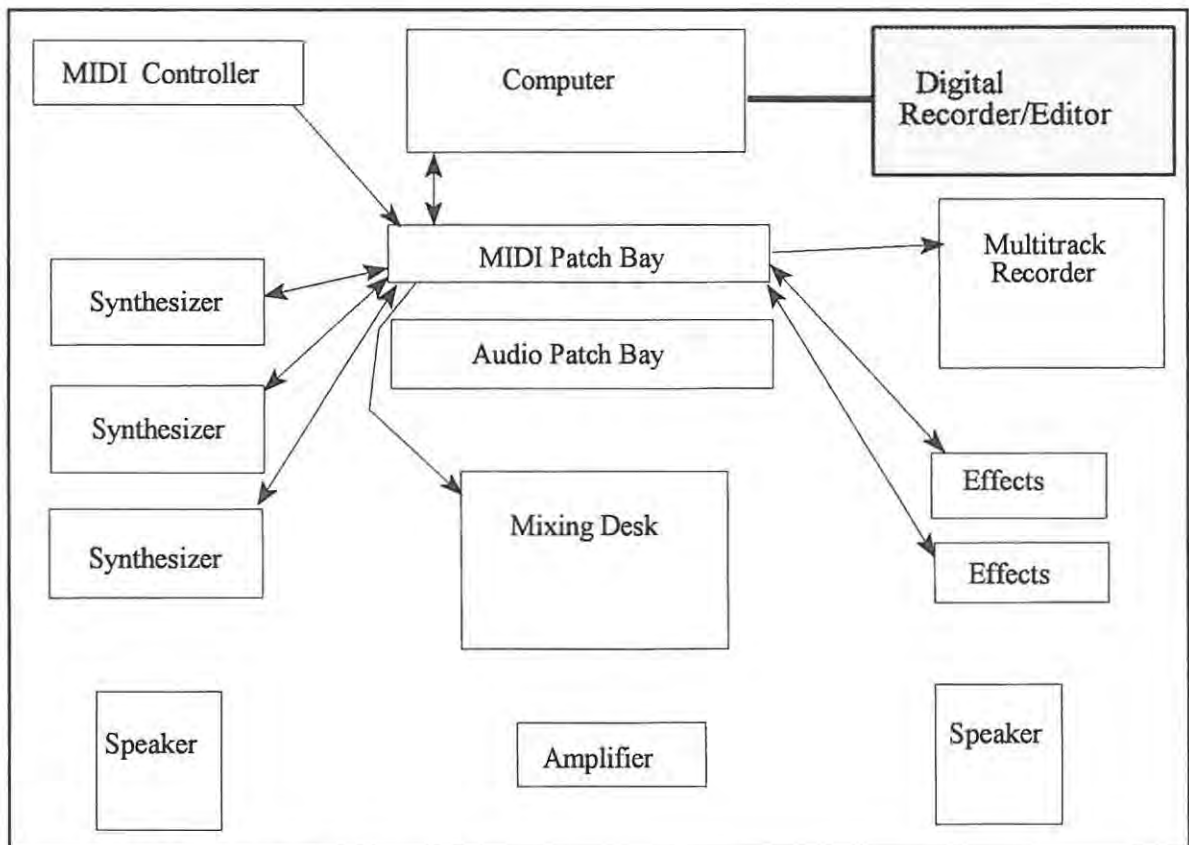 MIDI Controller
Computer
Digital
Recorder/Editor
MIDI Patch Bay
Multitrack
Recorder
Synthesizer
Audio Patch Bay
Synthesizer
Effects
Mixing Desk
Synthesizer
Effects
Speaker
Amplifier
Speaker